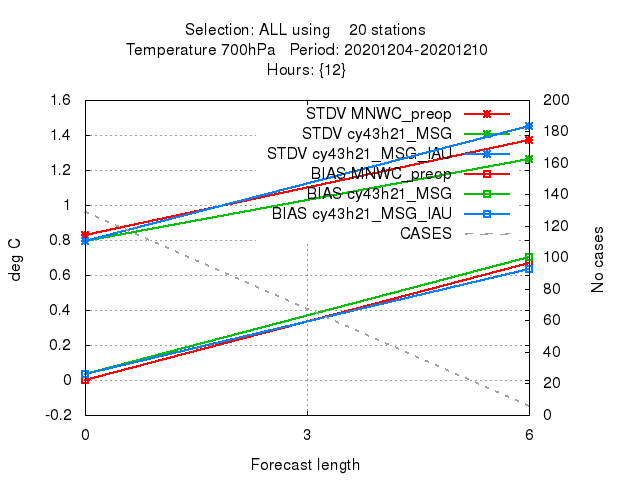 Selection: ALL using    20 stations
Temperature 700hPa   Period: 20201204-20201210
Hours: {12}
1.6
1.4
1.2
1
0.8
0.6
0.4
0.2
0
-0.2
deg C
STDV MNWC_preop
STDV cy43h21_MSG
STDV cy43h21_MSG_IAU
BIAS MNWC_preop
BIAS cy43h21_MSG
BIAS cy43h21_MSG_IAU
CASES
200
180
160
140
120
100
80
60
40
20
0
No cases
0 3 6
Forecast length